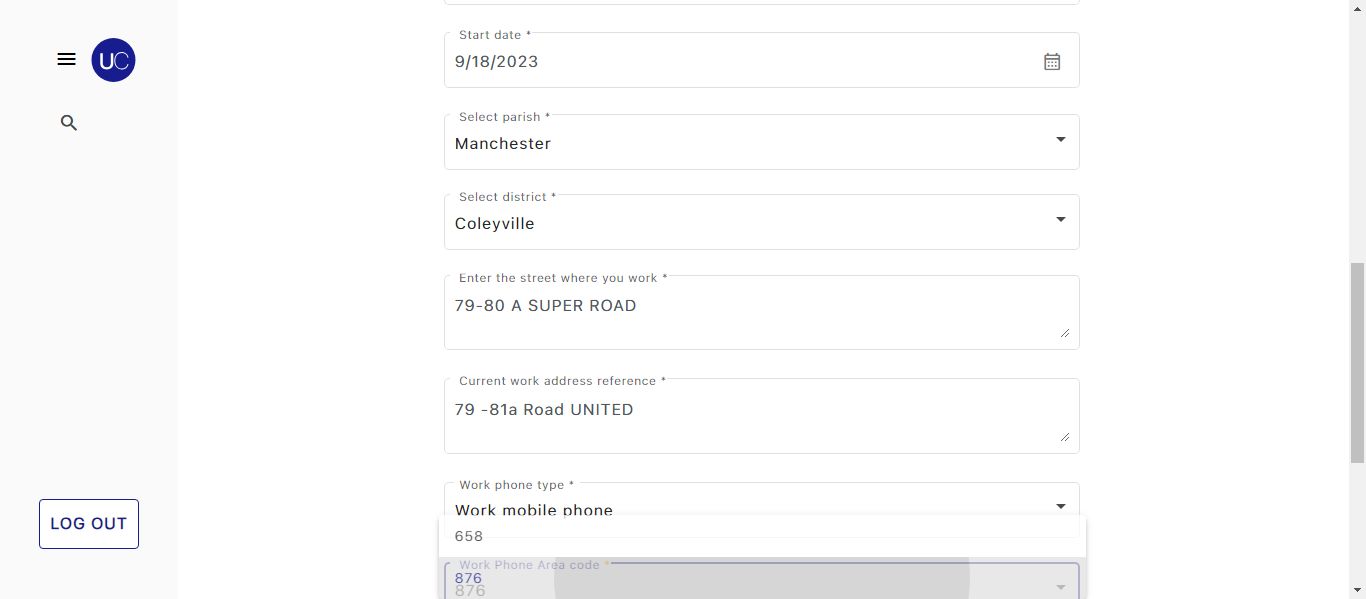 UC
Start date *
9/18/2023
Select parish *
Manchester
Select district *
Coleyville
Enter the street where you work *
79-80 A SUPER ROAD
Current work address reference *
79 -81a Road UNITED
Work phone type *
Work mobile phone
658
Work Phone Area code *
876
876
LOG OUT